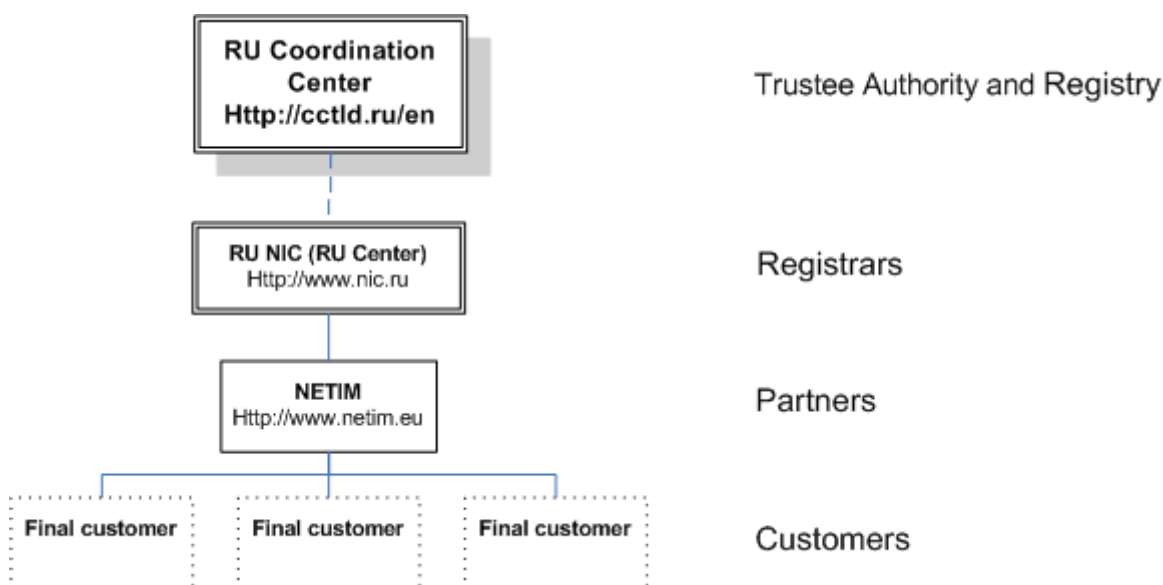 RU Coordination
Center
Http://cctld.ru/en
Trustee Authority and Registry
RU NIC (RU Center)
Http://www.nic.ru
Registrars
NETIM
Http://www.netim.eu
Partners
Final customer
Final customer
Final customer
Customers